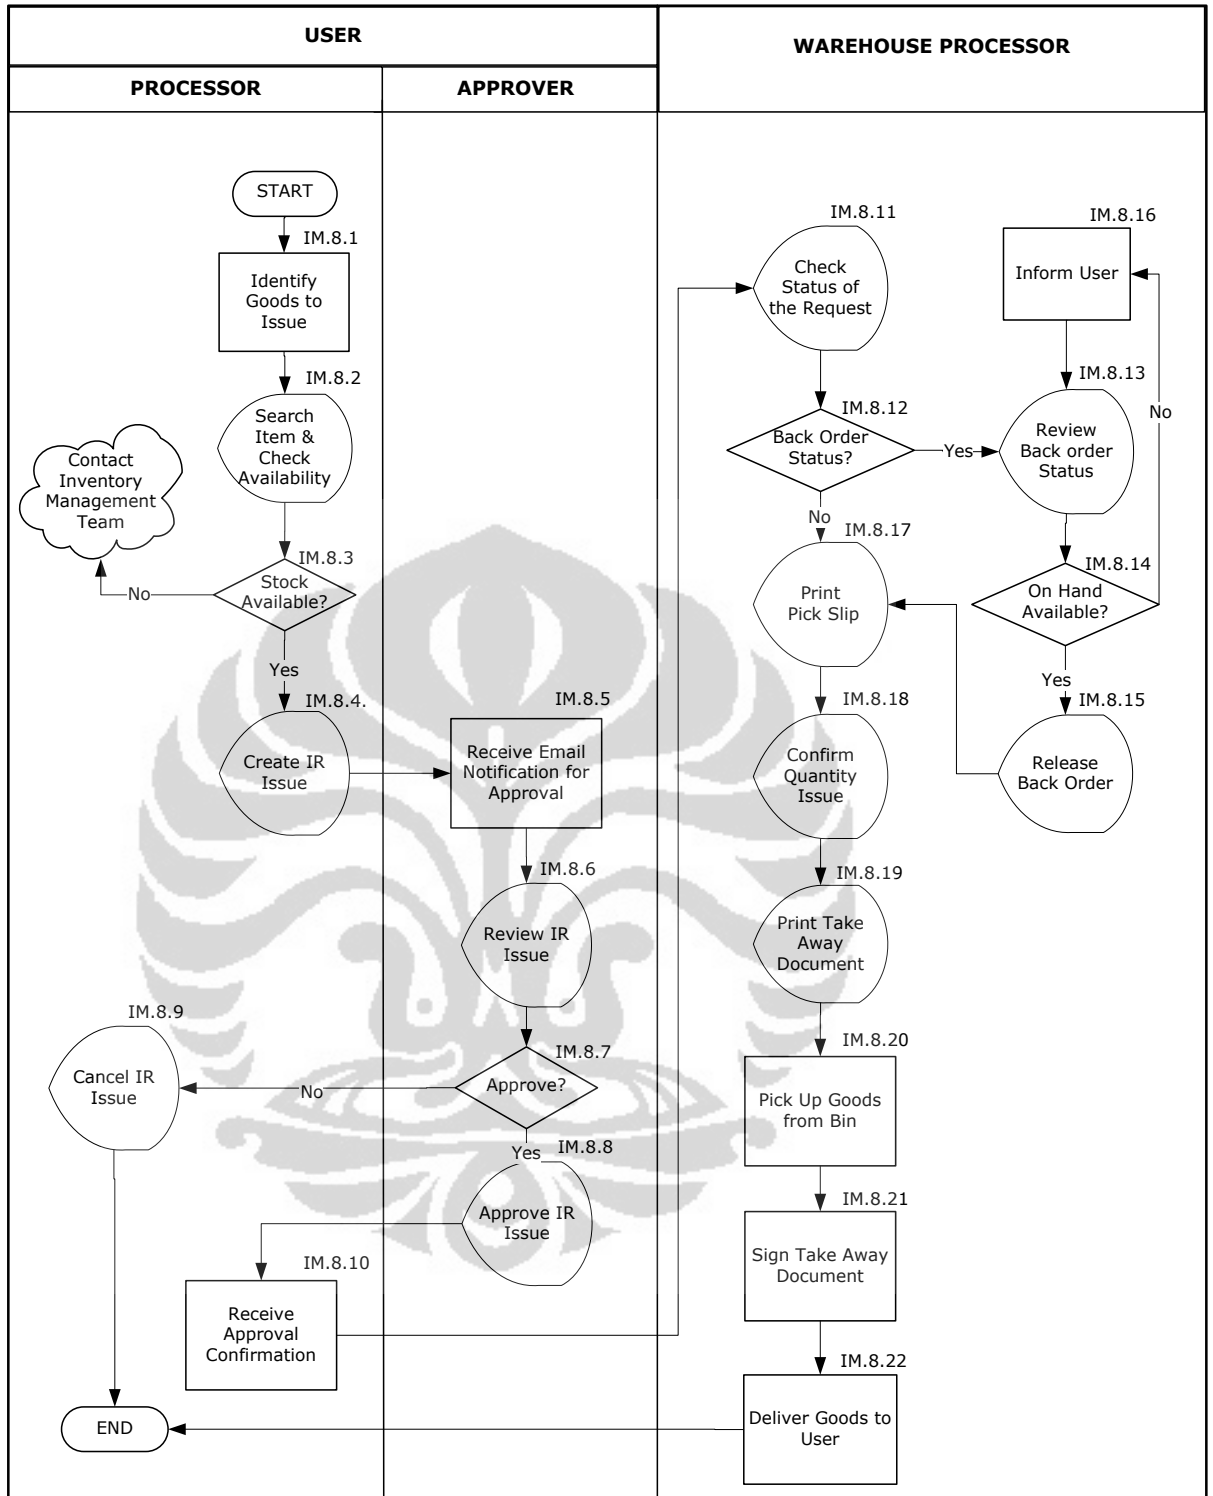 USER
WAREHOUSE PROCESSOR
PROCESSOR
APPROVER
START
IM.8.1
Identify
Goods to
Issue
IM.8.2
Search
Item &
Check
Availability
Contact
Inventory
Management
Team
IM.8.3
Stock
Available?
No
Yes
IM.8.4.
Create IR
Issue
IM.8.5
Receive Email
Notification for
Approval
IM.8.6
Review IR
Issue
IM.8.7
Approve?
No
IM.8.9
Cancel IR
Issue
Yes
IM.8.8
Approve IR
Issue
IM.8.10
Receive
Approval
Confirmation
END
IM.8.11
Check
Status of
the Request
IM.8.12
Back Order
Status?
Yes
No
IM.8.16
Inform User
IM.8.13
Review
Back order
Status
No
IM.8.14
On Hand
Available?
Yes
IM.8.15
Release
Back Order
IM.8.17
Print
Pick Slip
IM.8.18
Confirm
Quantity
Issue
IM.8.19
Print Take
Away
Document
IM.8.20
Pick Up Goods
from Bin
IM.8.21
Sign Take Away
Document
IM.8.22
Deliver Goods to
User